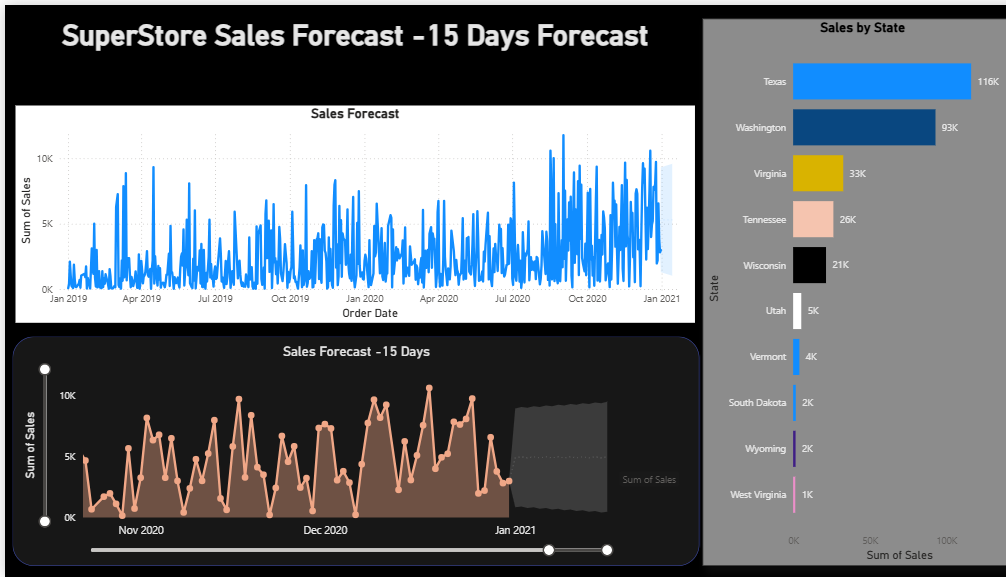 SuperStore Sales Forecast -15 Days Forecast
Sales Forecast
Sum of Sales
10K
5K
0K
Jan 2019 Apr 2019 Jul 2019 Oct 2019 Jan 2020 Apr 2020 Jul 2020 Oct 2020 Jan 2021
Order Date
Sales Forecast -15 Days
Sum of Sales
10K
5K
0K
Sum of Sales
Nov 2020 Dec 2020 Jan 2021
Sales by State
State
Texas 116K
Washington 93K
Virginia 33K
Tennessee 26K
Wisconsin 21K
Utah 5K
Vermont 4K
South Dakota 2K
Wyoming 2K
West Virginia 1K
0K 50K 100K
Sum of Sales